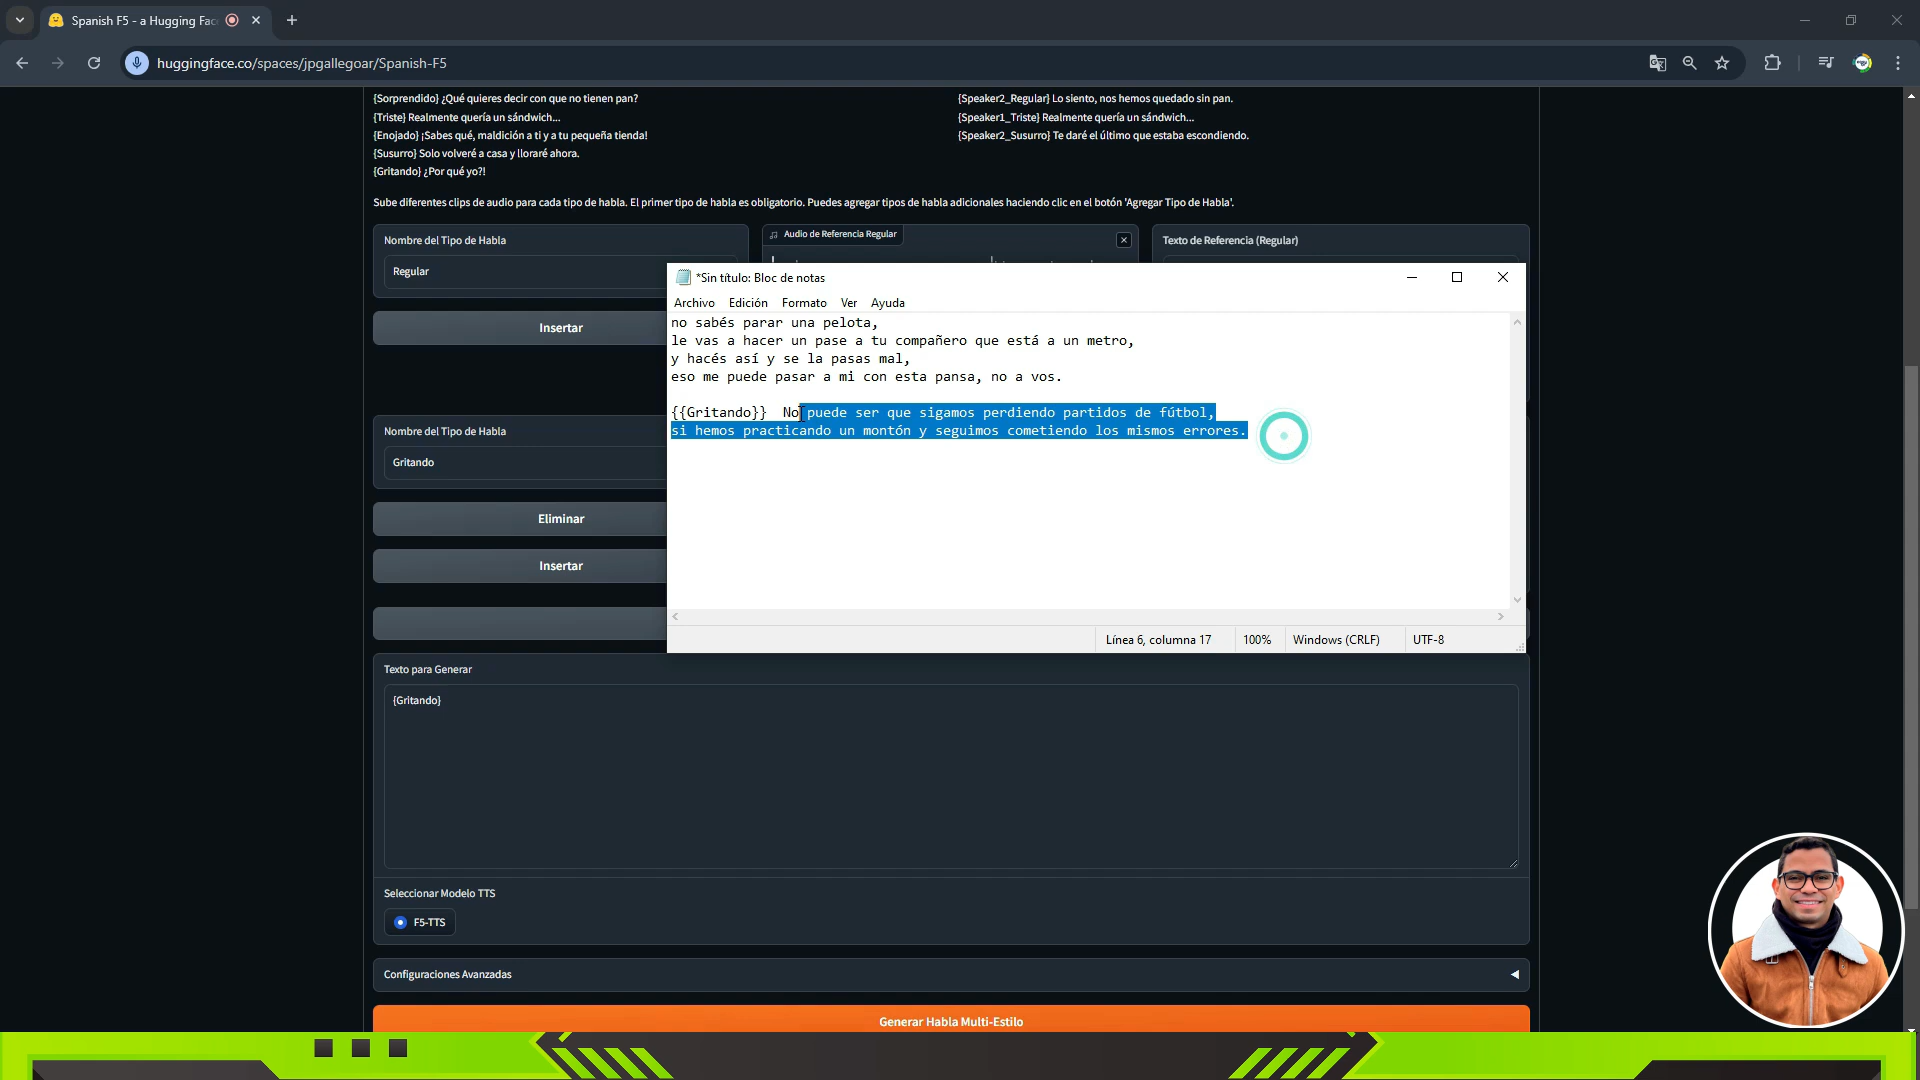 Spanish F5 - a Hugging Fac
huggingface.co/spaces/jpgallegoar/Spanish-F5
{Sorprendido} ¿Qué quieres decir con que no tienen pan?
{Triste} Realmente quería un sándwich...
{Enojado} ¡Sabes qué, maldición a ti y a tu pequeña tienda!
{Susurro} Solo volveré a casa y lloraré ahora.
{Gritando} ¿Por qué yo?!
{Speaker2_Regular} Lo siento, nos hemos quedado sin pan.
{Speaker1_Triste} Realmente quería un sándwich...
{Speaker2_Susurro} Te daré el último que estaba escondiendo.
Sube diferentes clips de audio para cada tipo de habla. El primer tipo de habla es obligatorio. Puedes agregar tipos de habla adicionales haciendo clic en el botón 'Agregar Tipo de Habla'.
Nombre del Tipo de Habla
Regular
Audio de Referencia Regular
Texto de Referencia (Regular)
Insertar
Nombre del Tipo de Habla
Gritando
Eliminar
Insertar
*Sin título: Bloc de notas
Archivo Edición Formato Ver Ayuda
no sabés parar una pelota,
le vas a hacer un pase a tu compañero que está a un metro,
y hacés así y se la pasas mal,
eso me puede pasar a mi con esta pansa, no a vos.
{{Gritando}} No puede ser que sigamos perdiendo partidos de fútbol,
si hemos practicando un montón y seguimos cometiendo los mismos errores.
Línea 6, columna 17 100% Windows (CRLF) UTF-8
Texto para Generar
{Gritando}
Seleccionar Modelo TTS
F5-TTS
Configuraciones Avanzadas
Generar Habla Multi-Estilo